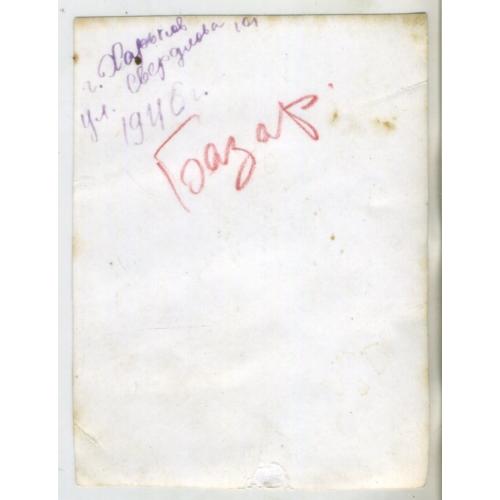 г. Харьков
ул. Свердлова 101
1946 г.
Базар.